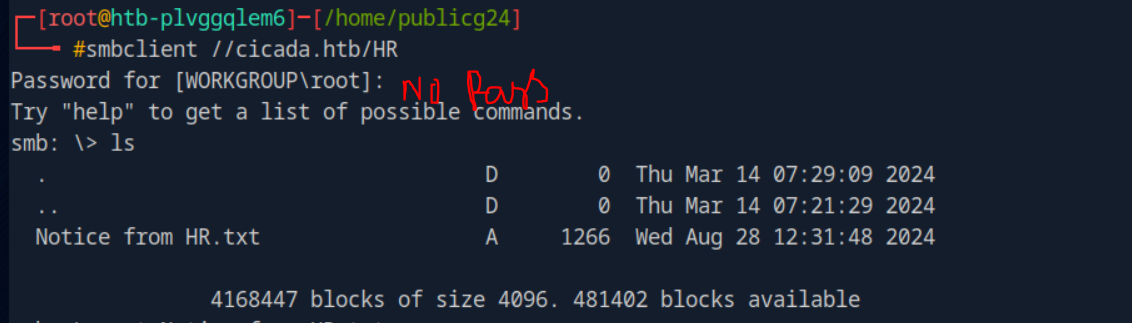 [root@htb-plvggqlem6]-[/home/publicg24]
#smbclient //cicada.htb/HR
Password for [WORKGROUP\root]: No Pass
Try "help" to get a list of possible commands.
smb: \> ls
. D 0 Thu Mar 14 07:29:09 2024
.. D 0 Thu Mar 14 07:21:29 2024
Notice from HR.txt A 1266 Wed Aug 28 12:31:48 2024
4168447 blocks of size 4096. 481402 blocks available